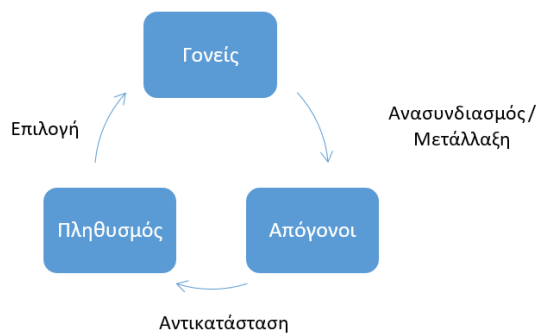 Γονείς
Επιλογή
Ανασυνδιασμός/
Μετάλλαξη
Πληθυσμός
Απόγονοι
Αντικατάσταση